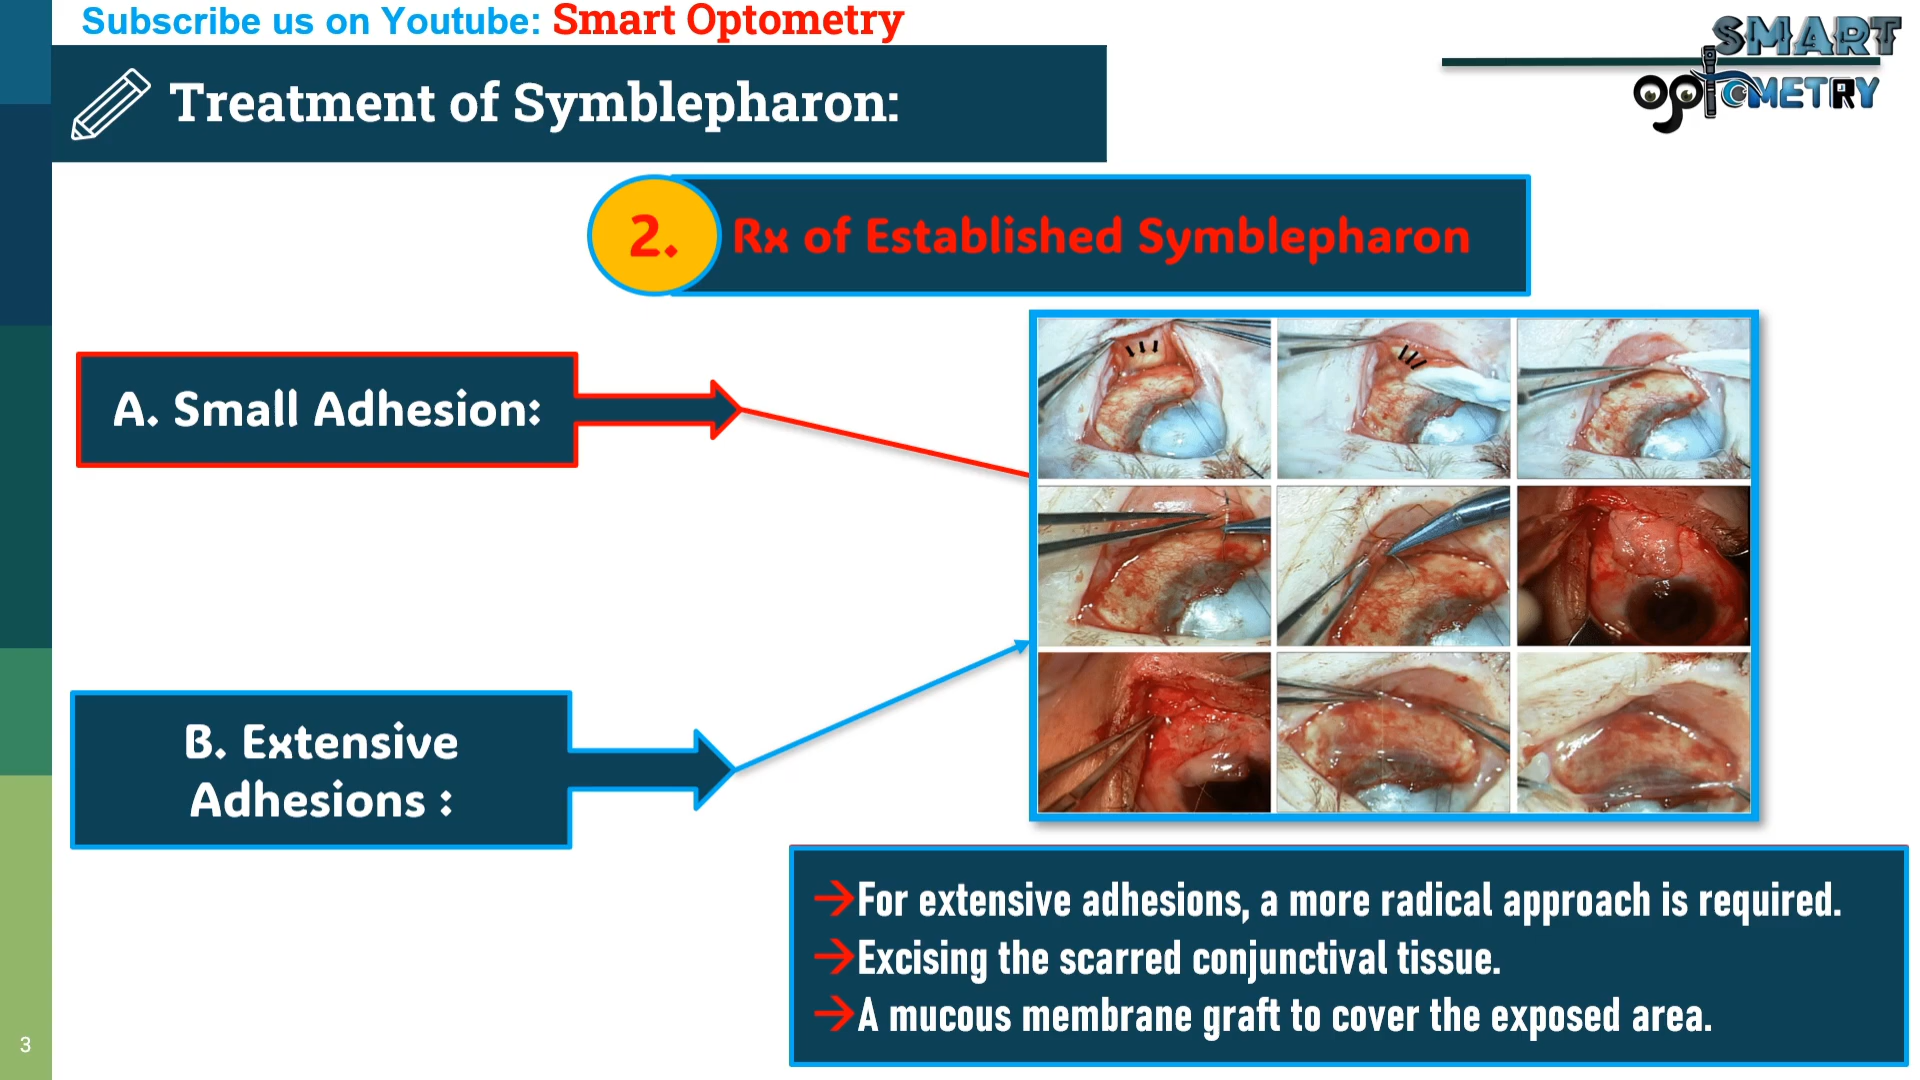 Subscribe us on Youtube: Smart Optometry
SMART
OptOMETRY
Treatment of Symblepharon:
2. Rx of Established Symblepharon
A. Small Adhesion:
B. Extensive
Adhesions :
→For extensive adhesions, a more radical approach is required.
→Excising the scarred conjunctival tissue.
→A mucous membrane graft to cover the exposed area.
3